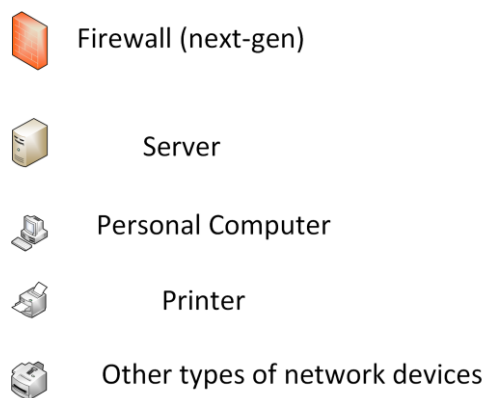 Firewall (next-gen)
Server
Personal Computer
Printer
Other types of network devices